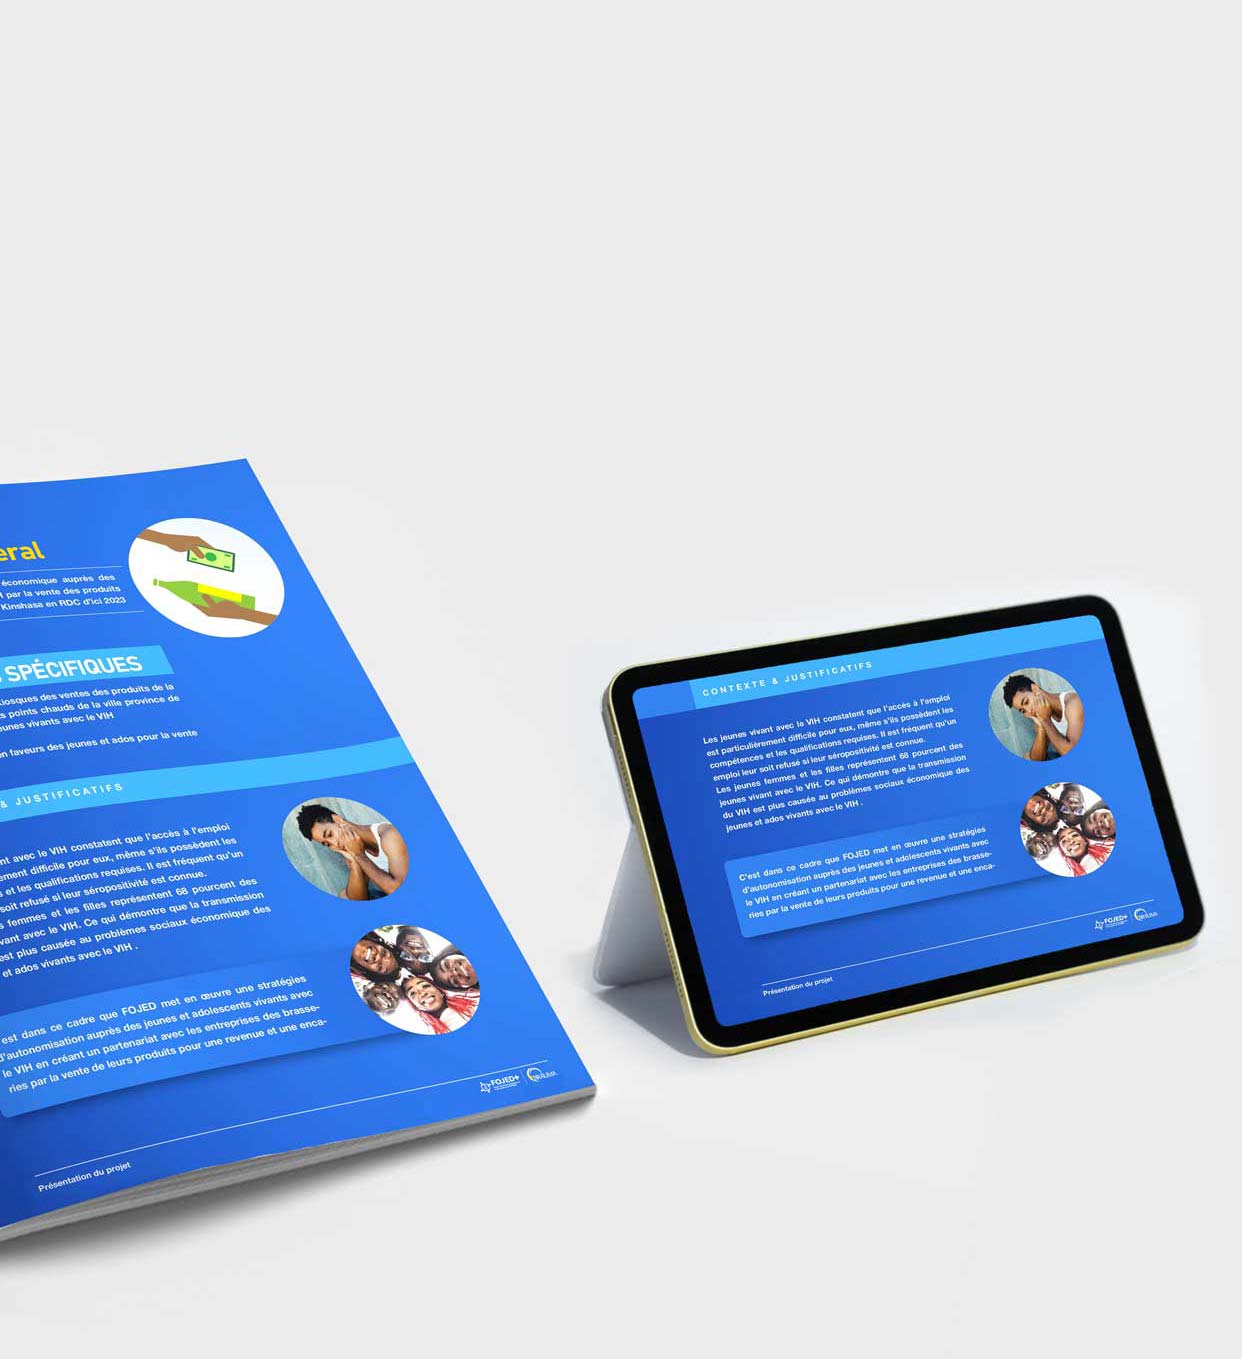 eral
économique auprès des
H par la vente des produits
Kinshasa en RDC d'ici 2023
S SPÉCIFIQUES
kiosques des ventes des produits de la
ts points chauds de la ville province de
eunes vivants avec le VIH
n faveurs des jeunes et ados pour la vente
& JUSTIFICATIFS
nt avec le VIH constatent que l'accès à l'emploi
ement difficile pour eux, même s'ils possèdent les
s et les qualifications requises. Il est fréquent qu'un
soit refusé si leur séropositivité est connue.
s femmes et les filles représentent 68 pourcent des
vant avec le VIH. Ce qui démontre que la transmission
est plus causée au problèmes sociaux économique des
et ados vivants avec le VIH .
est dans ce cadre que FOJED met en œuvre une stratégies
d'autonomisation auprès des jeunes et adolescents vivants avec
le VIH en créant un partenariat avec les entreprises des brasse-
ries par la vente de leurs produits pour une revenue et une enca-
FOJED+
Présentation du projet
CONTEXTE & JUSTIFICATIFS
Les jeunes vivant avec le VIH constatent que l'accès à l'emploi
est particulièrement difficile pour eux, même s'ils possèdent les
compétences et les qualifications requises. Il est fréquent qu'un
emploi leur soit refusé si leur séropositivité est connue.
Les jeunes femmes et les filles représentent 68 pourcent des
jeunes vivant avec le VIH. Ce qui démontre que la transmission
du VIH est plus causée au problèmes sociaux économique des
jeunes et ados vivants avec le VIH .
C'est dans ce cadre que FOJED met en œuvre une stratégies
d'autonomisation auprès des jeunes et adolescents vivants avec
le VIH en créant un partenariat avec les entreprises des brasse-
ries par la vente de leurs produits pour une revenue et une enca-
FOJED+
Présentation du projet